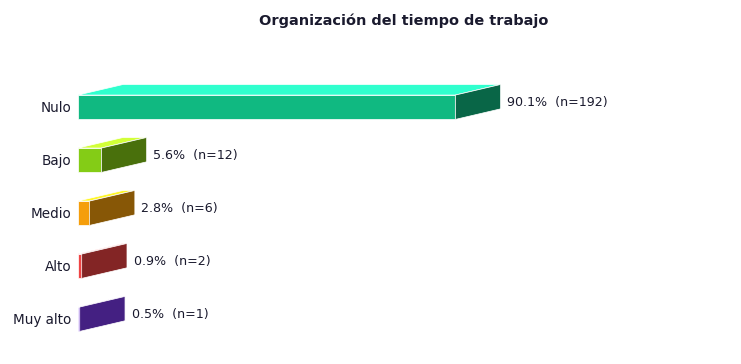 Organización del tiempo de trabajo
Nulo 90.1% (n=192)
Bajo 5.6% (n=12)
Medio 2.8% (n=6)
Alto 0.9% (n=2)
Muy alto 0.5% (n=1)